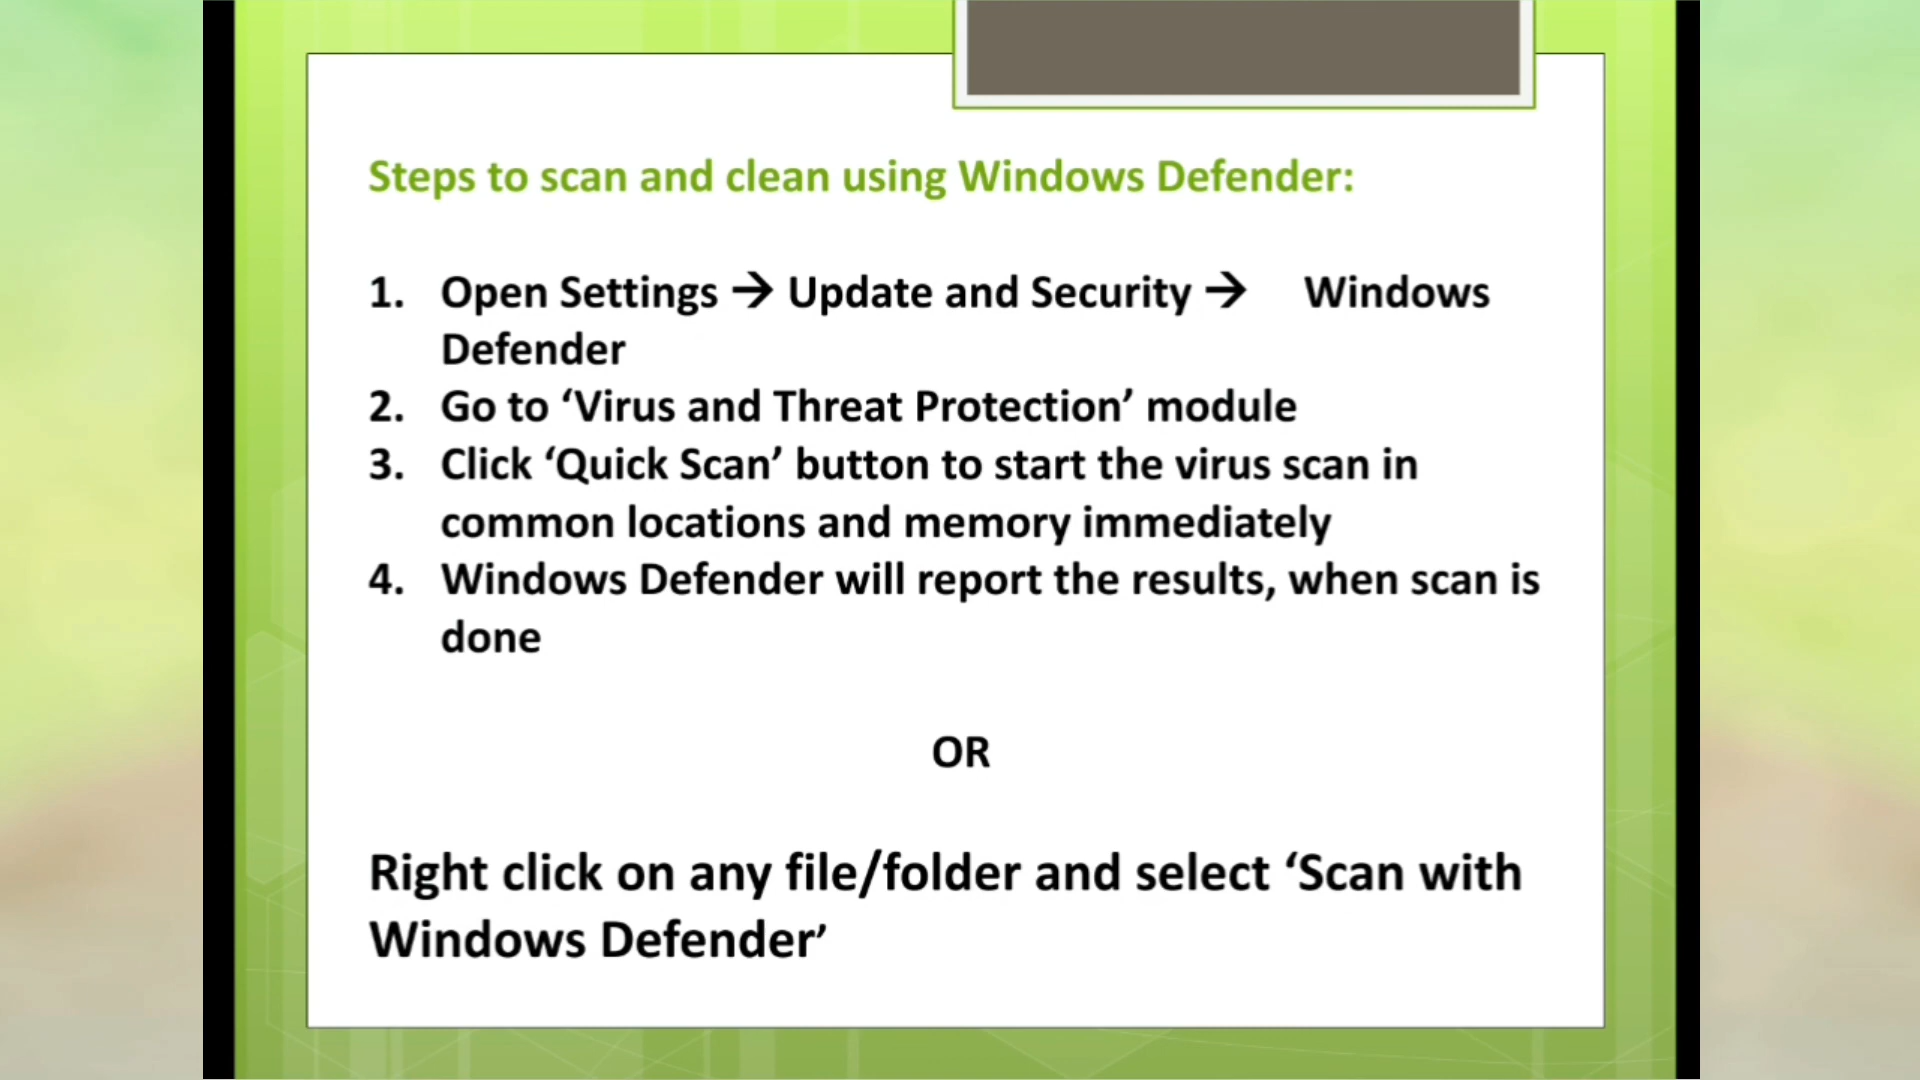 Steps to scan and clean using Windows Defender:
1. Open Settings → Update and Security → Windows
Defender
2. Go to ‘Virus and Threat Protection’ module
3. Click ‘Quick Scan’ button to start the virus scan in
common locations and memory immediately
4. Windows Defender will report the results, when scan is
done
OR
Right click on any file/folder and select ‘Scan with
Windows Defender’